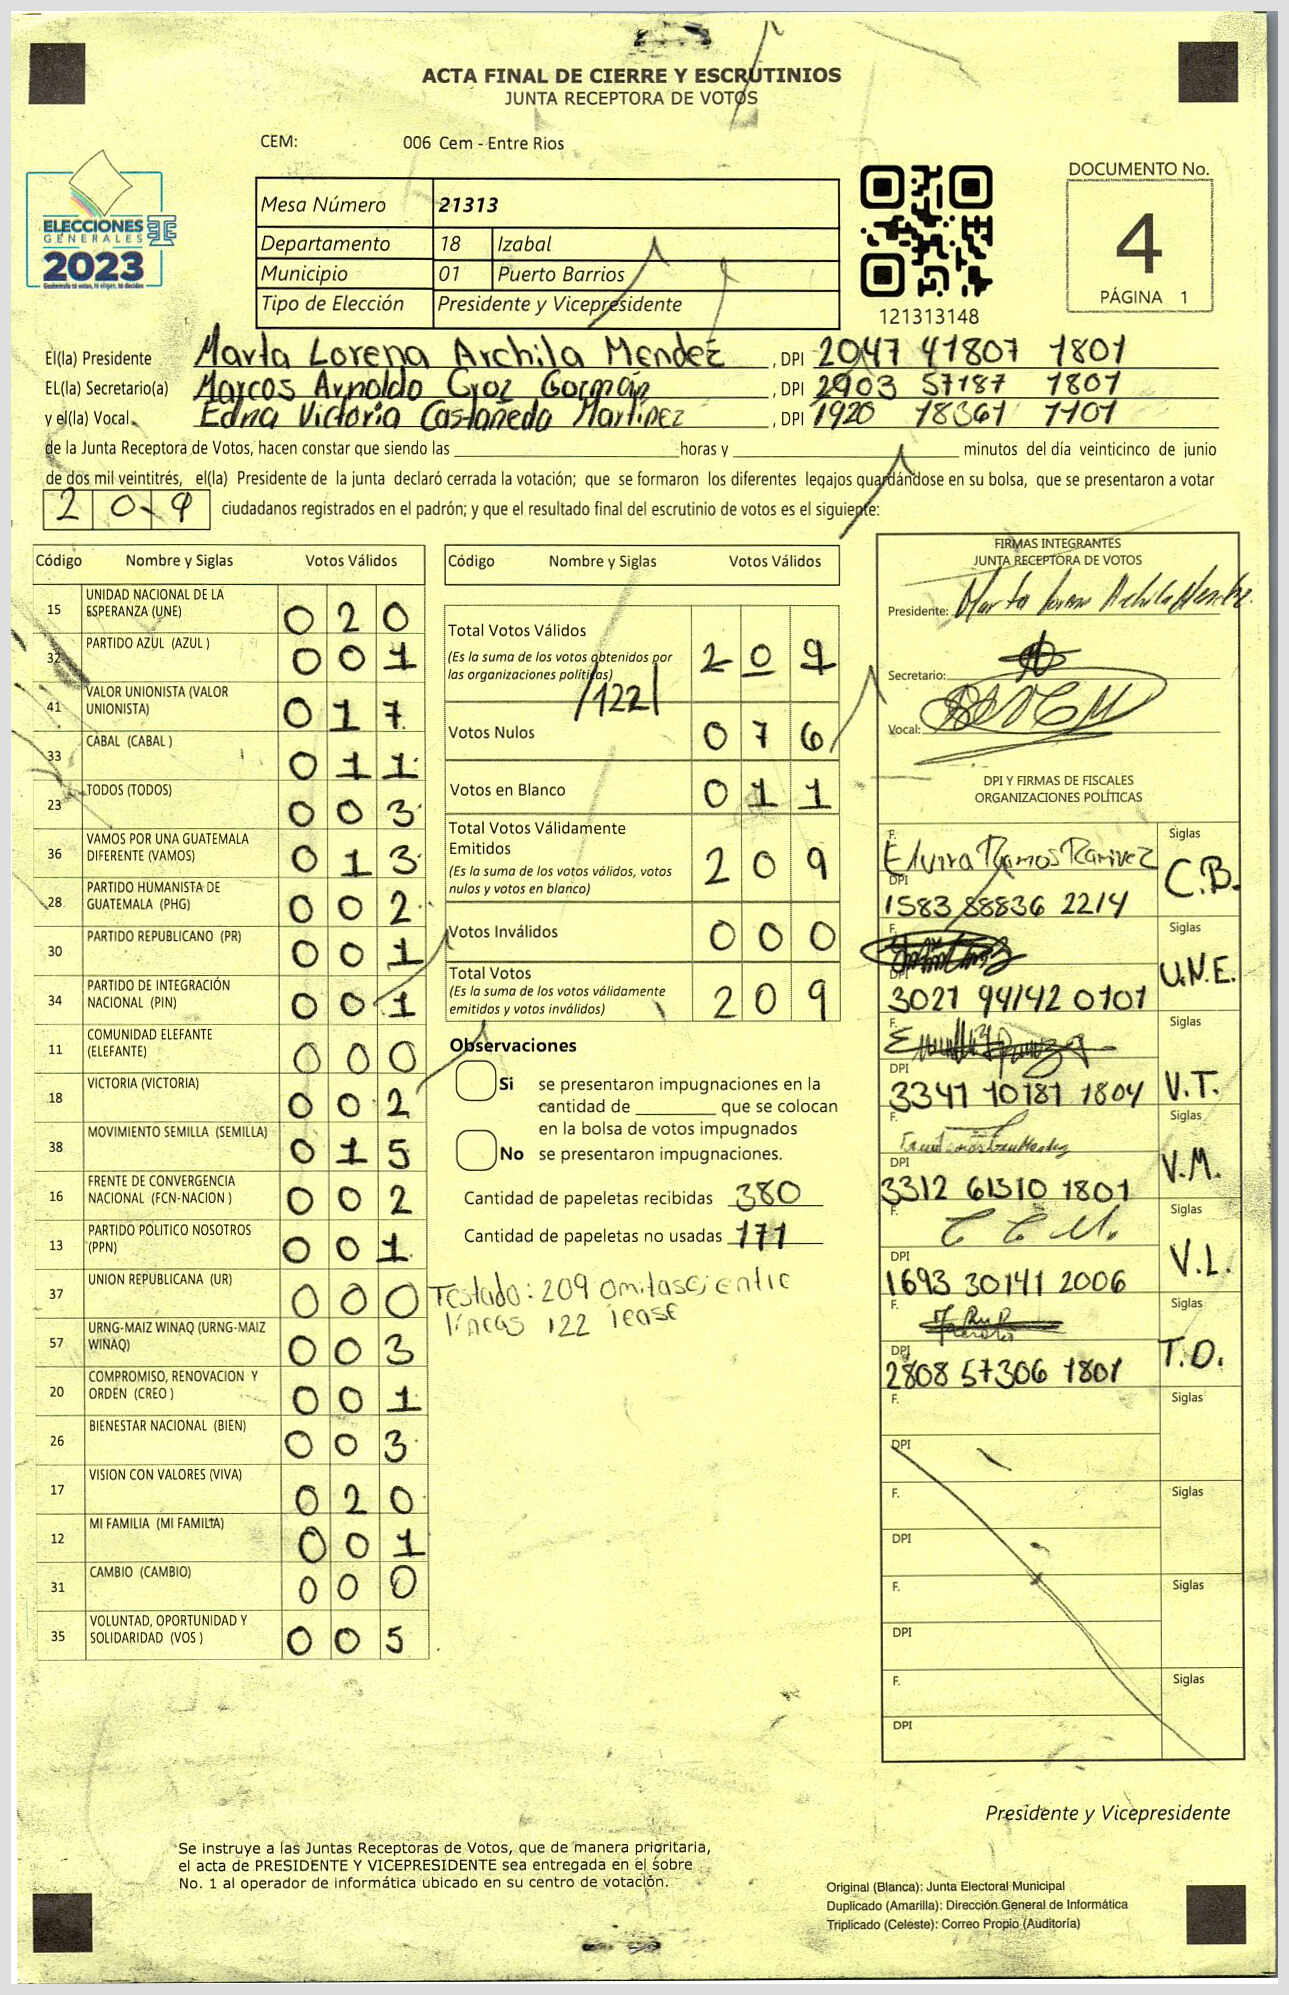 ACTA FINAL DE CIERRE Y ESCRUTINIOS
JUNTA RECEPTORA DE VOTOS
CEM: 006 Cem - Entre Rios
DOCUMENTO No.
4
PÁGINA 1
ELECCIONES
GENERALES
2023
Guatemala tú votas, tú eliges, tú decides
Mesa Número 21313
Departamento 18 Izabal
Municipio 01 Puerto Barrios
Tipo de Elección Presidente y Vicepresidente
121313148
El(la) Presidente Marta Lorena Archila Mendez, DPI 2047 41807 1801
EL(la) Secretario(a) Marcos Arnoldo Coz Guzmán, DPI 2903 57187 1801
y el(la) Vocal. Edna Victoria Castañeda Martinez, DPI 1920 18361 1101
de la Junta Receptora de Votos, hacen constar que siendo las horas y minutos del día veinticinco de junio
de dos mil veintitrés, el(la) Presidente de la junta declaró cerrada la votación; que se formaron los diferentes legajos guardándose en su bolsa, que se presentaron a votar
2 0 9 ciudadanos registrados en el padrón; y que el resultado final del escrutinio de votos es el siguiente:
Código Nombre y Siglas Votos Válidos
15 UNIDAD NACIONAL DE LA ESPERANZA (UNE) 0 2 0
32 PARTIDO AZUL (AZUL ) 0 0 1
41 VALOR UNIONISTA (VALOR UNIONISTA) 0 1 7
33 CABAL (CABAL ) 0 1 1
23 TODOS (TODOS) 0 0 3
36 VAMOS POR UNA GUATEMALA DIFERENTE (VAMOS) 0 1 3
28 PARTIDO HUMANISTA DE GUATEMALA (PHG) 0 0 2
30 PARTIDO REPUBLICANO (PR) 0 0 1
34 PARTIDO DE INTEGRACIÓN NACIONAL (PIN) 0 0 1
11 COMUNIDAD ELEFANTE (ELEFANTE) 0 0 0
18 VICTORIA (VICTORIA) 0 0 2
38 MOVIMIENTO SEMILLA (SEMILLA) 0 1 5
16 FRENTE DE CONVERGENCIA NACIONAL (FCN-NACION ) 0 0 2
13 PARTIDO POLITICO NOSOTROS (PPN) 0 0 1
37 UNION REPUBLICANA (UR) 0 0 0
57 URNG-MAIZ WINAQ (URNG-MAIZ WINAQ) 0 0 3
20 COMPROMISO, RENOVACION Y ORDEN (CREO ) 0 0 1
26 BIENESTAR NACIONAL (BIEN) 0 0 3
17 VISION CON VALORES (VIVA) 0 2 0
12 MI FAMILIA (MI FAMILIA) 0 0 1
31 CAMBIO (CAMBIO) 0 0 0
35 VOLUNTAD, OPORTUNIDAD Y SOLIDARIDAD (VOS ) 0 0 5
Código Nombre y Siglas Votos Válidos
Total Votos Válidos 2 0 9
(Es la suma de los votos obtenidos por
las organizaciones políticas)
/122/
Votos Nulos 0 7 6
Votos en Blanco 0 1 1
Total Votos Válidamente
Emitidos 2 0 9
(Es la suma de los votos válidos, votos
nulos y votos en blanco)
Votos Inválidos 0 0 0
Total Votos 2 0 9
(Es la suma de los votos válidamente
emitidos y votos inválidos)
Observaciones
Si se presentaron impugnaciones en la
cantidad de que se colocan
en la bolsa de votos impugnados
No se presentaron impugnaciones.
Cantidad de papeletas recibidas 380
Cantidad de papeletas no usadas 171
Testado: 209 omitase; entre
líneas 122 lease
FIRMAS INTEGRANTES
JUNTA RECEPTORA DE VOTOS
Presidente:
Secretario:
Vocal:
DPI Y FIRMAS DE FISCALES
ORGANIZACIONES POLÍTICAS
F. Elvira Ramos Ramirez Siglas C.B.
DPI 1583 88836 2214
F. Siglas U.N.E.
DPI 3021 94142 0101
F. Siglas V.T.
DPI 3341 10181 1804
F. Siglas V.M.
DPI 3312 61510 1801
F. Siglas V.L.
DPI 1693 30141 2006
F. Siglas T.D.
DPI 2808 57306 1801
F. Siglas
DPI
F. Siglas
DPI
F. Siglas
DPI
F. Siglas
DPI
Presidente y Vicepresidente
Se instruye a las Juntas Receptoras de Votos, que de manera prioritaria,
el acta de PRESIDENTE Y VICEPRESIDENTE sea entregada en el sobre
No. 1 al operador de informática ubicado en su centro de votación.
Original (Blanca): Junta Electoral Municipal
Duplicado (Amarilla): Dirección General de Informática
Triplicado (Celeste): Correo Propio (Auditoría)